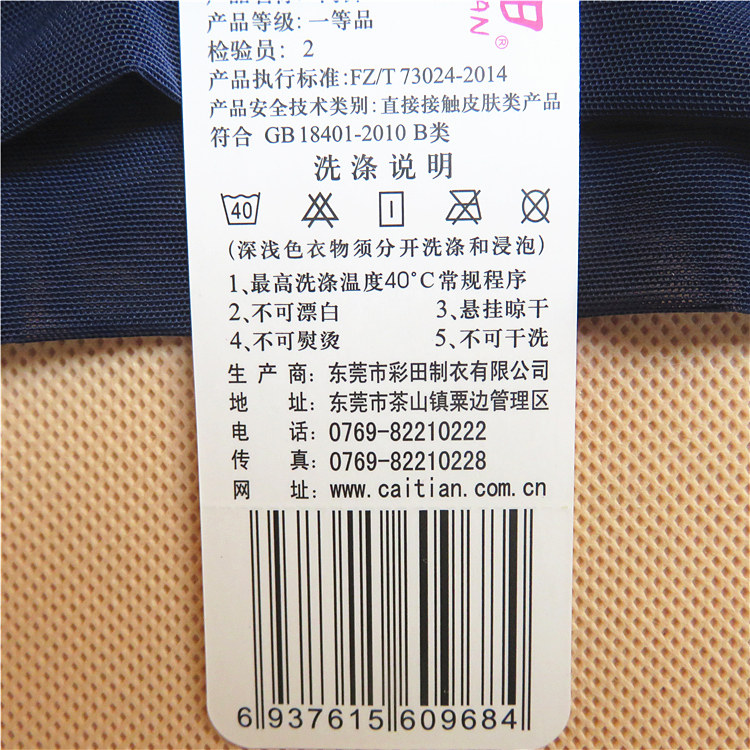 产品等级: 一等品
检验员: 2
产品执行标准:FZ/T 73024-2014
产品安全技术类别:直接接触皮肤类产品
符合 GB 18401-2010 B类
洗涤说明
40
(深浅色衣物须分开洗涤和浸泡)
1、最高洗涤温度40°C常规程序
2、不可漂白 3、悬挂晾干
4、不可熨烫 5、不可干洗
生产商: 东莞市彩田制衣有限公司
地址: 东莞市茶山镇粟边管理区
电话: 0769-82210222
传真: 0769-82210228
网址: www.caitian.com.cn
6 937615 609684